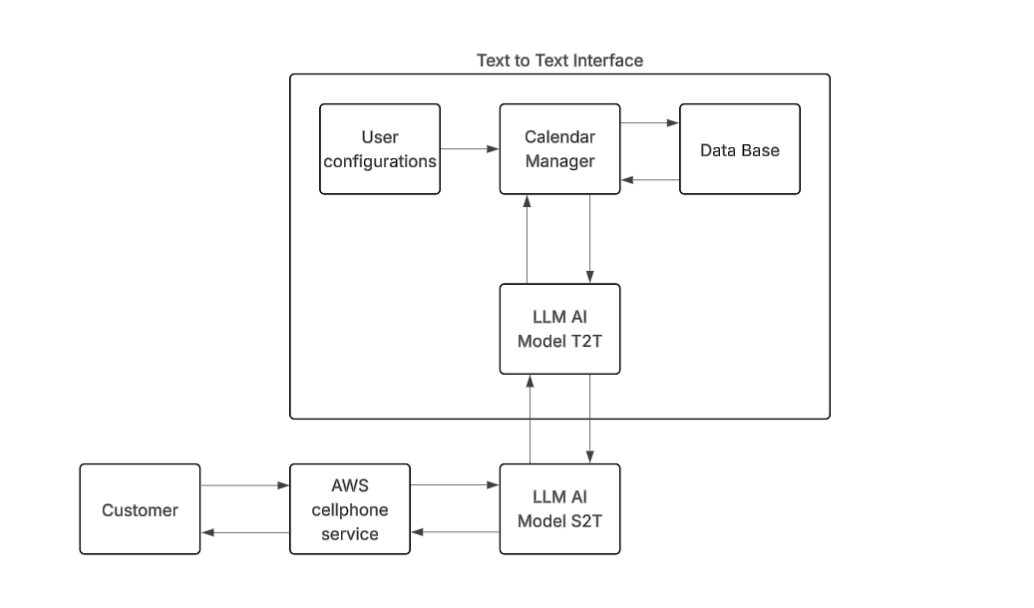 Text to Text Interface
User
configurations
Calendar
Manager
Data Base
LLM AI
Model T2T
Customer
AWS
cellphone
service
LLM AI
Model S2T